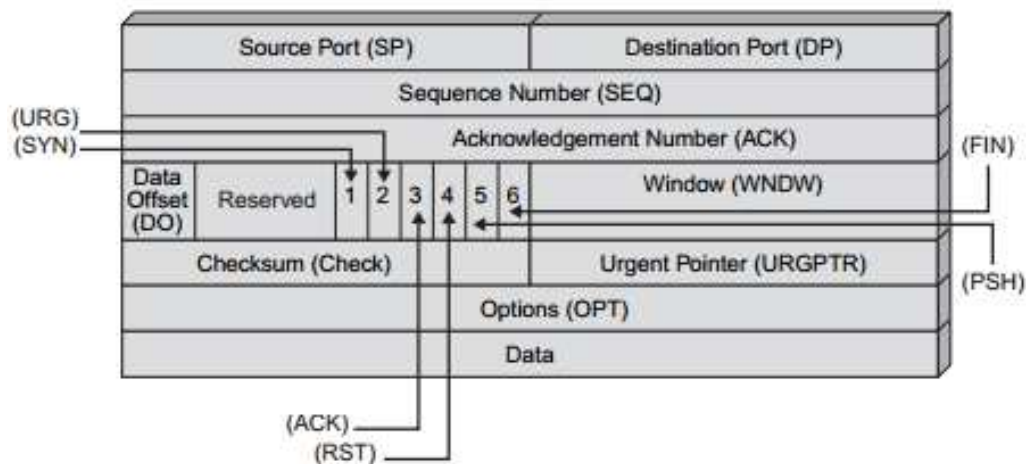 Source Port (SP)
Destination Port (DP)
Sequence Number (SEQ)
(URG)
(SYN)
Acknowledgement Number (ACK)
(FIN)
Data
Offset
(DO)
Reserved
1
2
3
4
5
6
Window (WNDW)
Checksum (Check)
Urgent Pointer (URGPTR)
(PSH)
Options (OPT)
Data
(ACK)
(RST)